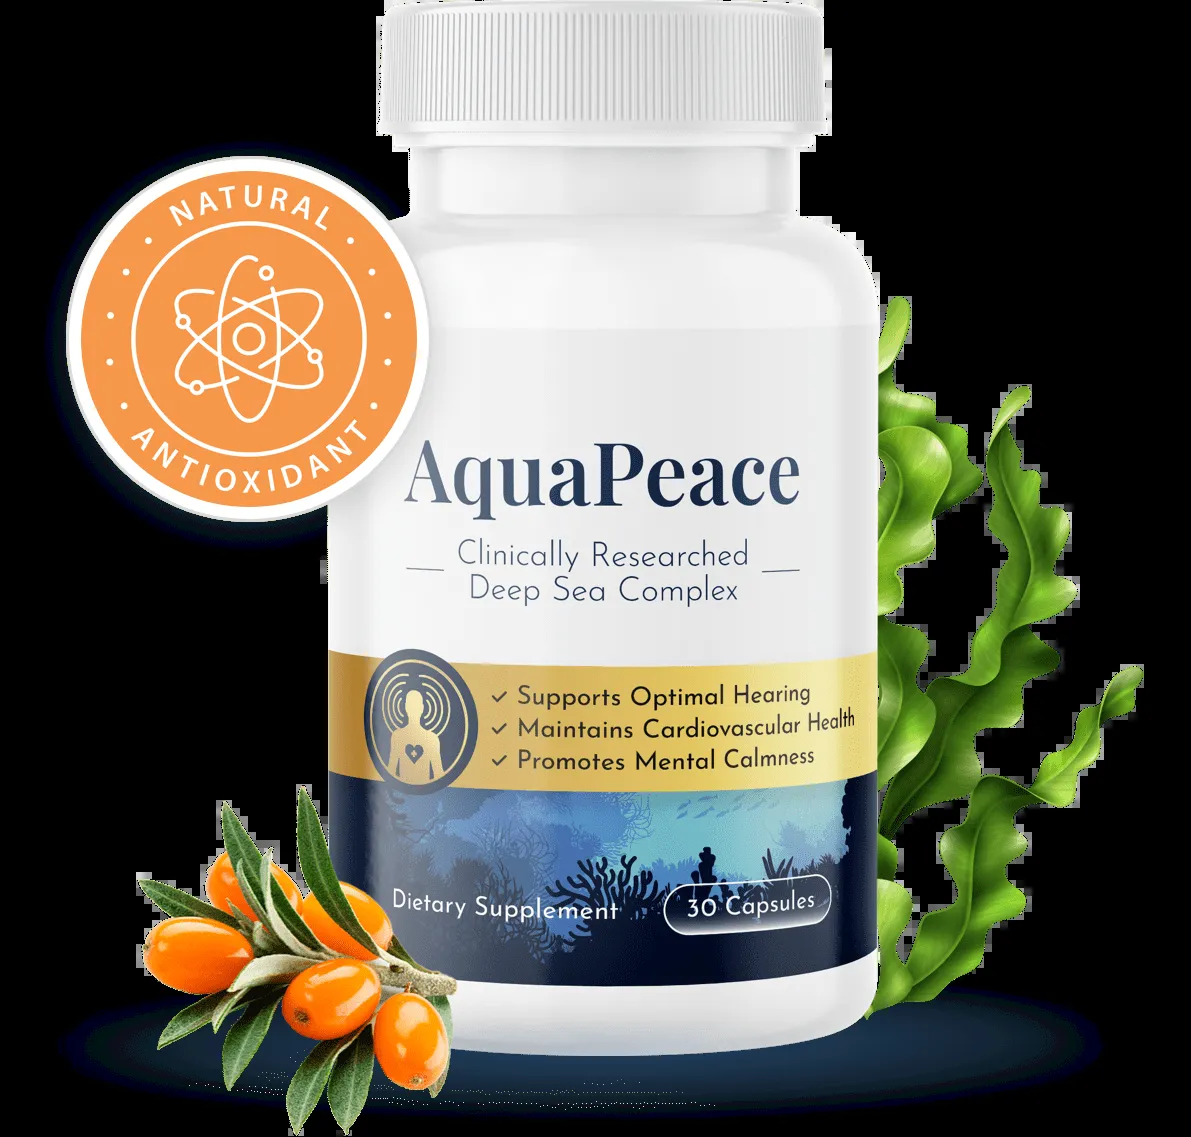 NATURAL
ANTIOXIDANT
AquaPeace
Clinically Researched
Deep Sea Complex
✓ Supports Optimal Hearing
✓ Maintains Cardiovascular Health
✓ Promotes Mental Calmness
Dietary Supplement
30 Capsules